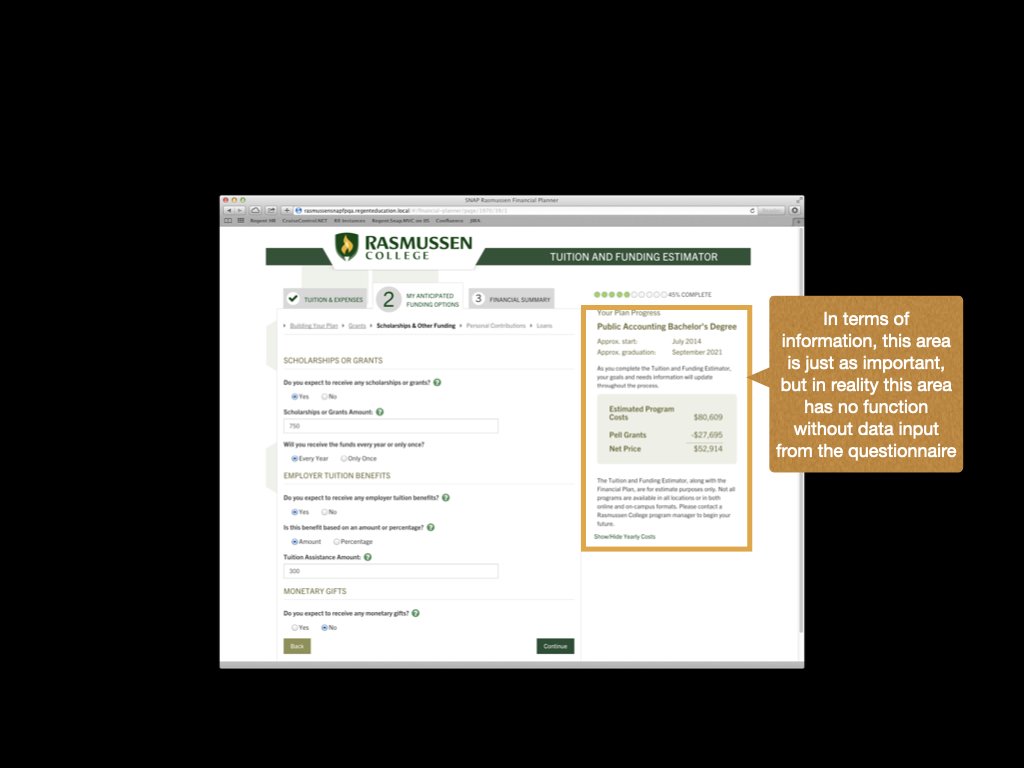 SNAP Rasmussen Financial Planner
rasmussensnapfpqa.regenteducation.local
Reader
Regent HR CruiseControl.NET Confluence JIRA
RASMUSSEN
COLLEGE
TUITION AND FUNDING ESTIMATOR
TUITION & EXPENSES
2
MY ANTICIPATED
FUNDING OPTIONS
3 FINANCIAL SUMMARY
45% COMPLETE
Building Your Plan Grants Scholarships & Other Funding Personal Contributions Loans
SCHOLARSHIPS OR GRANTS
Do you expect to receive any scholarships or grants? ?
Yes No
Scholarships or Grants Amount: ?
750
Will you receive the funds every year or only once?
Every Year Only Once
EMPLOYER TUITION BENEFITS
Do you expect to receive any employer tuition benefits? ?
Yes No
Is this benefit based on an amount or percentage? ?
Amount Percentage
Tuition Assistance Amount: ?
300
MONETARY GIFTS
Do you expect to receive any monetary gifts? ?
Yes No
Back
Continue
Your Plan Progress
Public Accounting Bachelor's Degree
Approx. start: July 2014
Approx. graduation: September 2021
As you complete the Tuition and Funding Estimator,
your goals and needs information will update
throughout the process.
Estimated Program
Costs $80,609
Pell Grants -$27,695
Net Price $52,914
The Tuition and Funding Estimator, along with the
Financial Plan, are for estimate purposes only. Not all
programs are available in all locations or in both
online and on-campus formats. Please contact a
Rasmussen College program manager to begin your
future.
Show/Hide Yearly Costs
In terms of
information, this area
is just as important,
but in reality this area
has no function
without data input
from the questionnaire